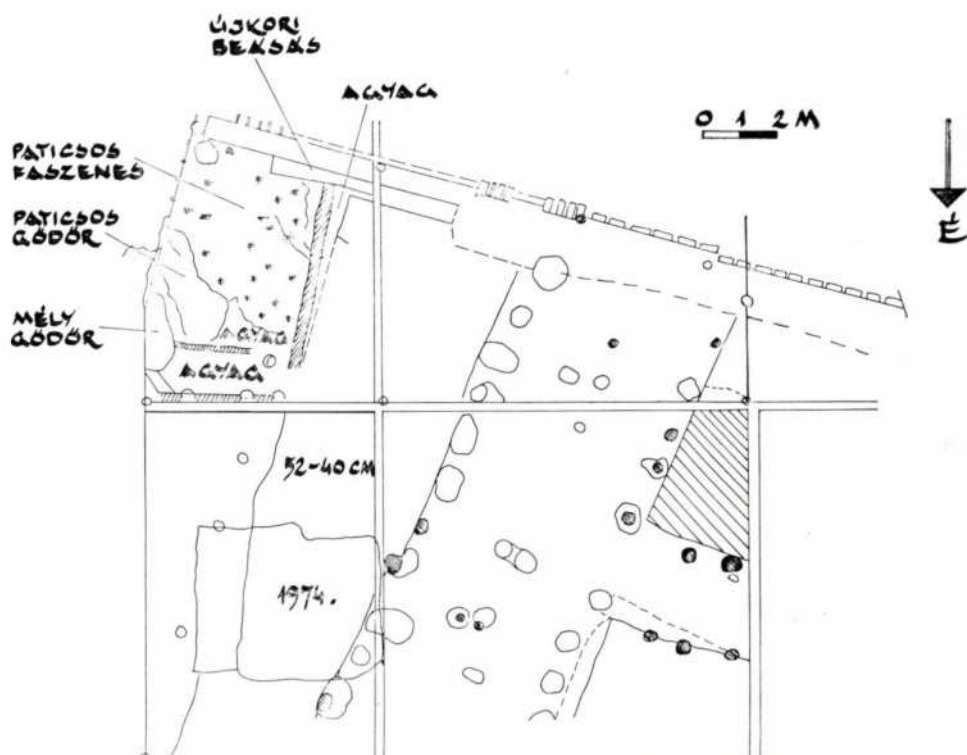 ÚJKORI
BEÁSÁS
AGYAG
0 1 2 M
É
PATICSOS
FASZENES
PATICSOS
GÖDÖR
MÉLY
GÖDÖR
AGYAG
AGYAG
52-40 CM
1974.